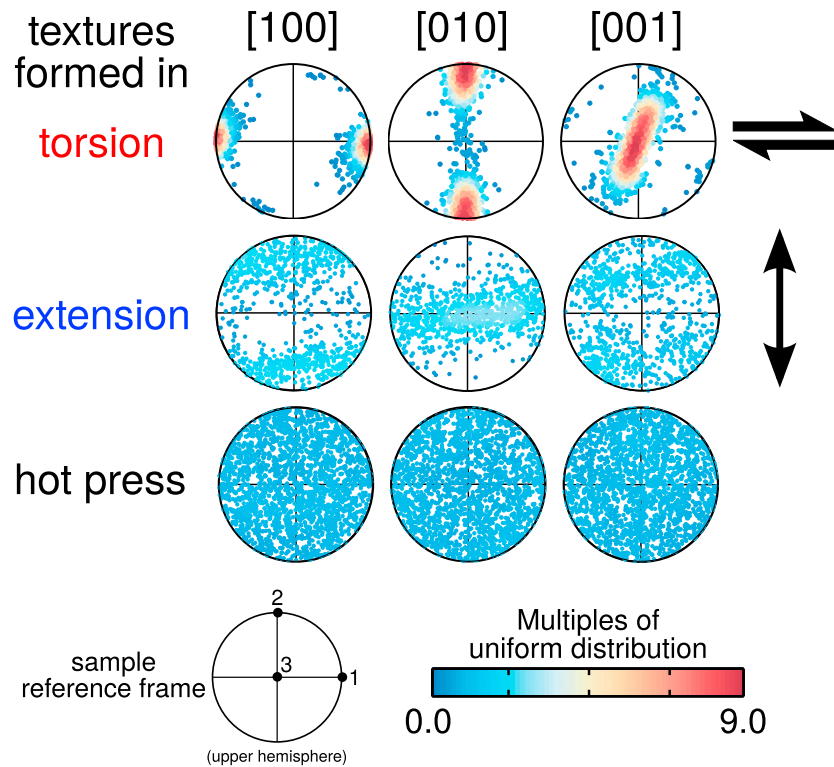 textures
formed in
[100] [010] [001]
torsion
extension
hot press
sample
reference frame
2
3
1
(upper hemisphere)
Multiples of
uniform distribution
0.0 9.0